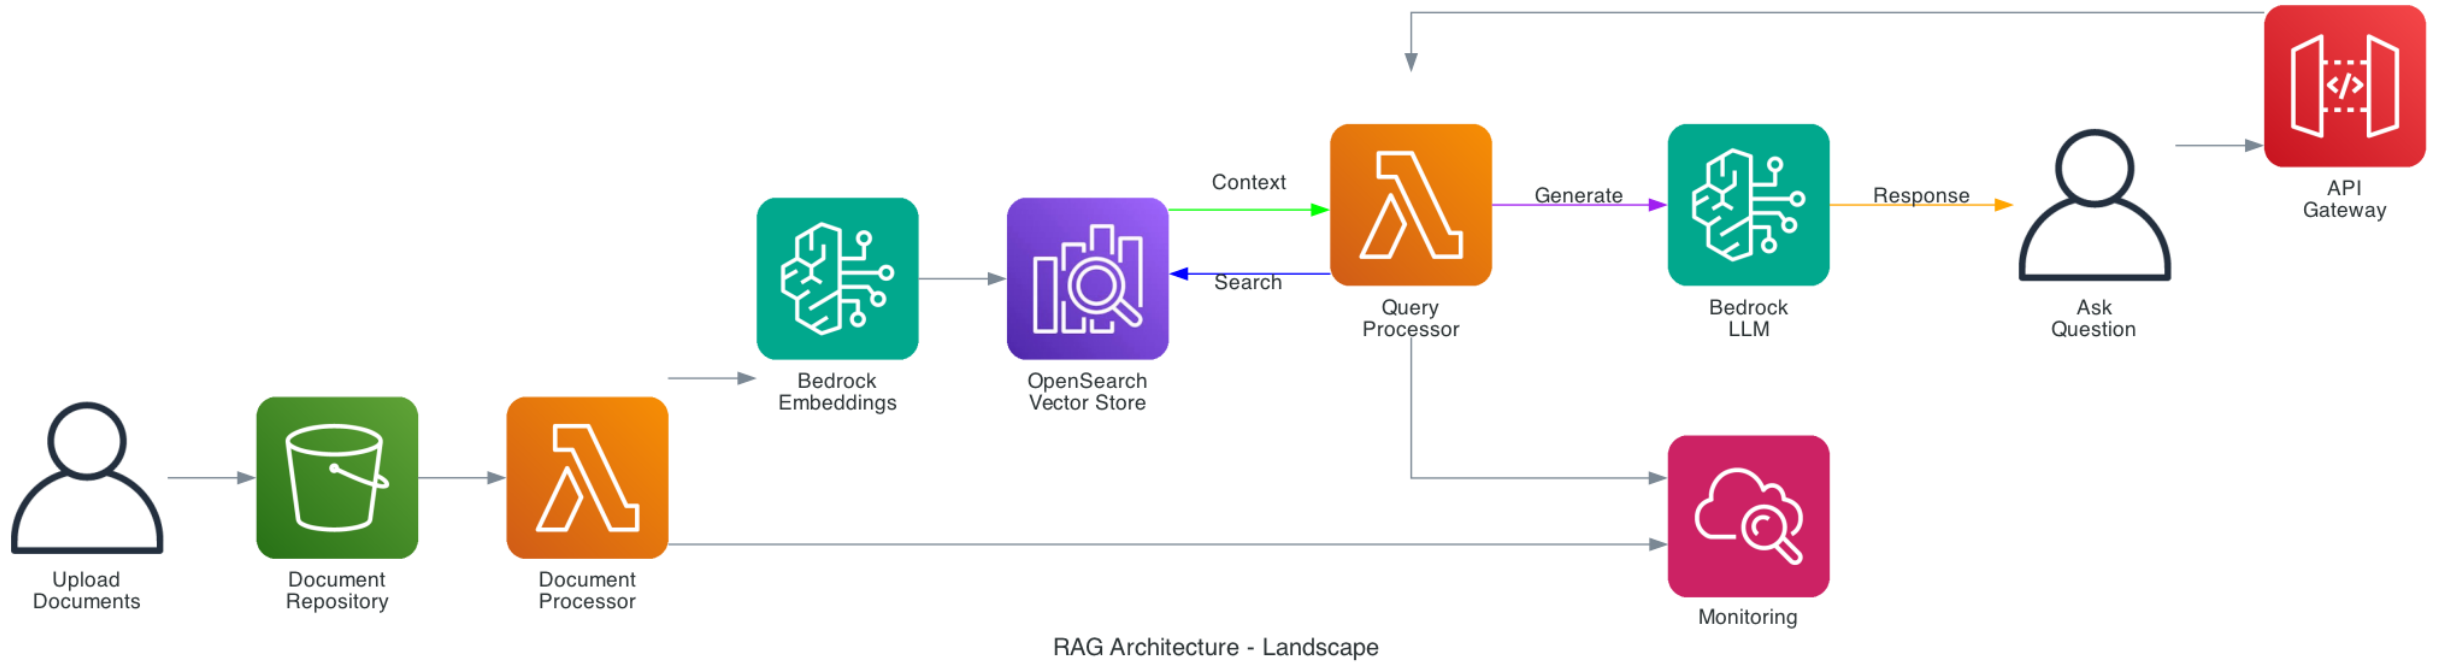 API
Gateway
Context
Generate
Response
Search
Query
Processor
Bedrock
LLM
Ask
Question
Bedrock
Embeddings
OpenSearch
Vector Store
Upload
Documents
Document
Repository
Document
Processor
Monitoring
RAG Architecture - Landscape